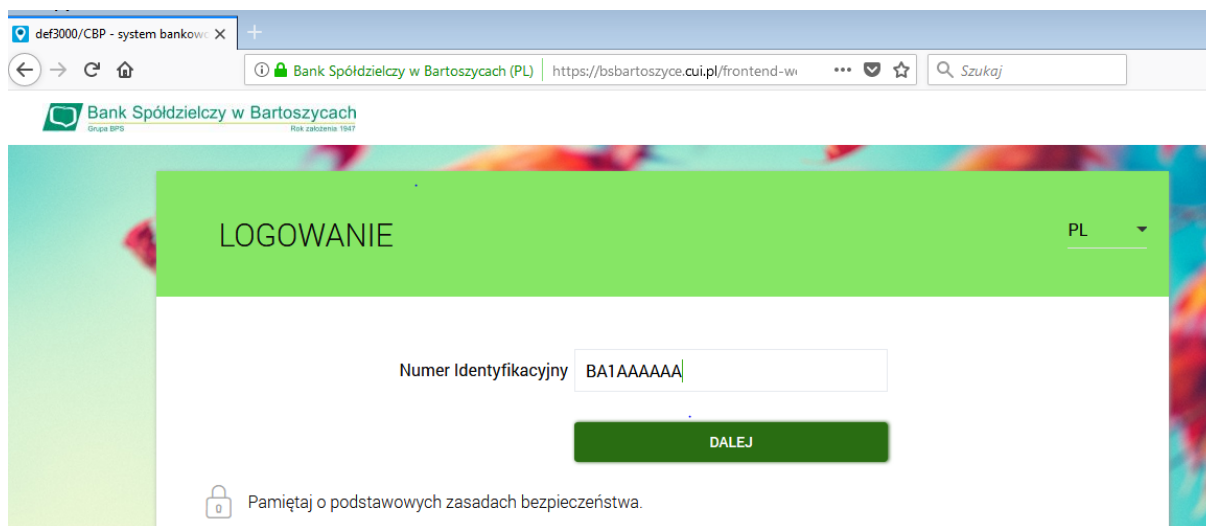 def3000/CBP - system bankowo
Bank Spółdzielczy w Bartoszycach (PL) https://bsbartoszyce.cui.pl/frontend-w
Szukaj
Bank Spółdzielczy w Bartoszycach
Grupa BPS Rok założenia 1947
LOGOWANIE
PL
Numer Identyfikacyjny BA1AAAAAA
DALEJ
Pamiętaj o podstawowych zasadach bezpieczeństwa.